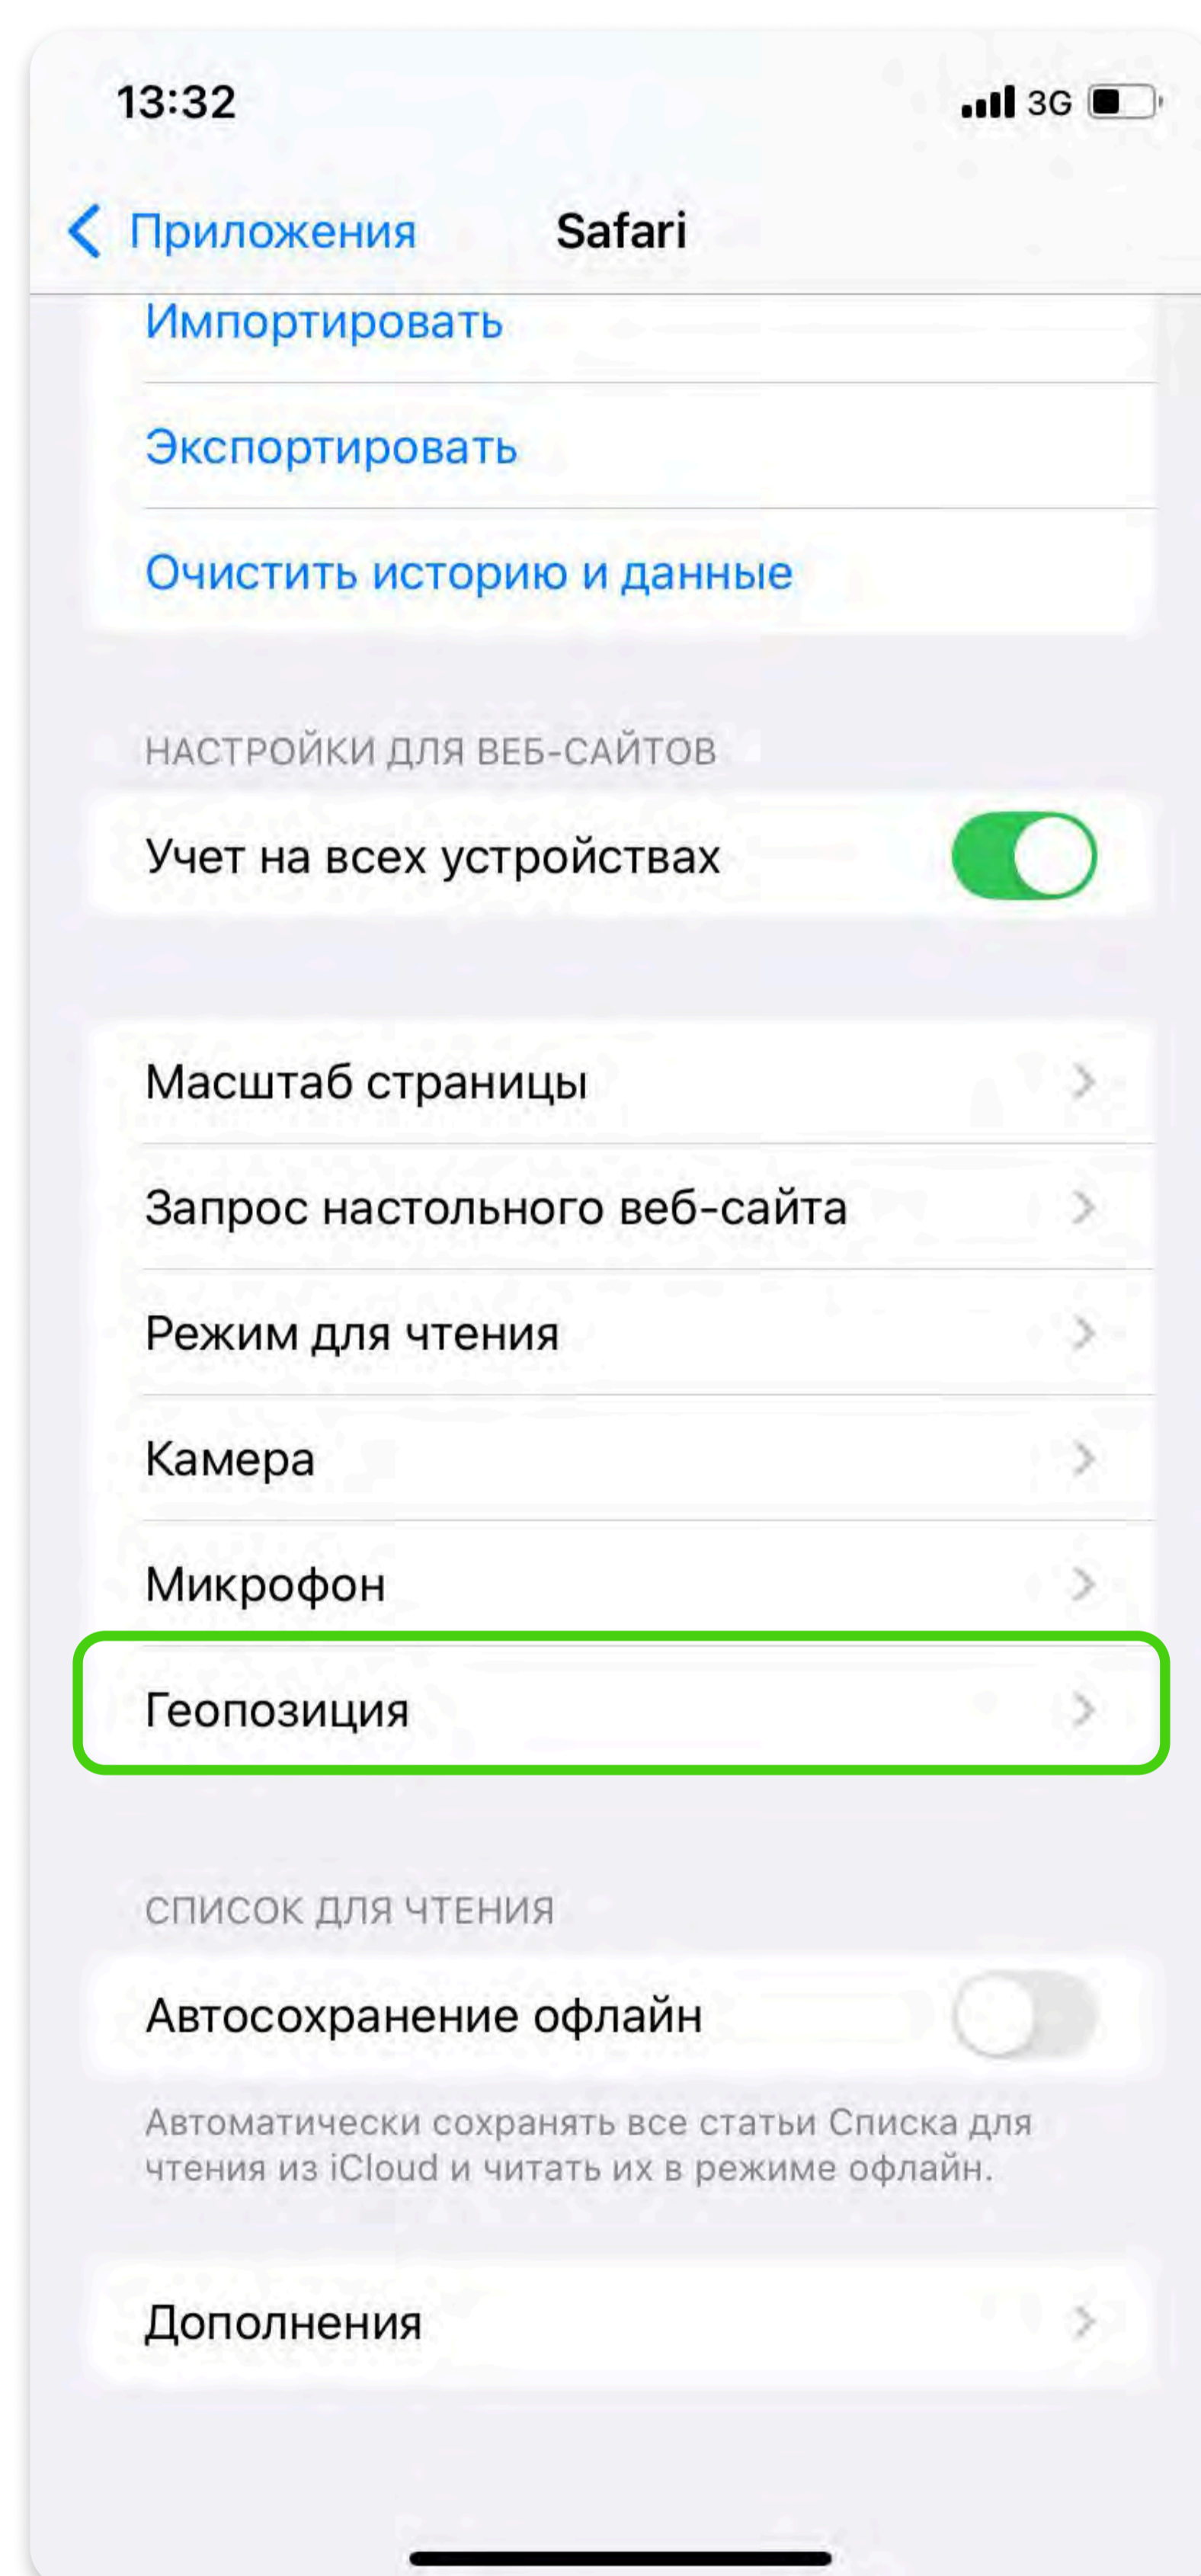 13:32
3G
Приложения
Safari
Импортировать
Экспортировать
Очистить историю и данные
НАСТРОЙКИ ДЛЯ ВЕБ-САЙТОВ
Учет на всех устройствах
Масштаб страницы
Запрос настольного веб-сайта
Режим для чтения
Камера
Микрофон
Геопозиция
СПИСОК ДЛЯ ЧТЕНИЯ
Автосохранение офлайн
Автоматически сохранять все статьи Списка для
чтения из iCloud и читать их в режиме офлайн.
Дополнения